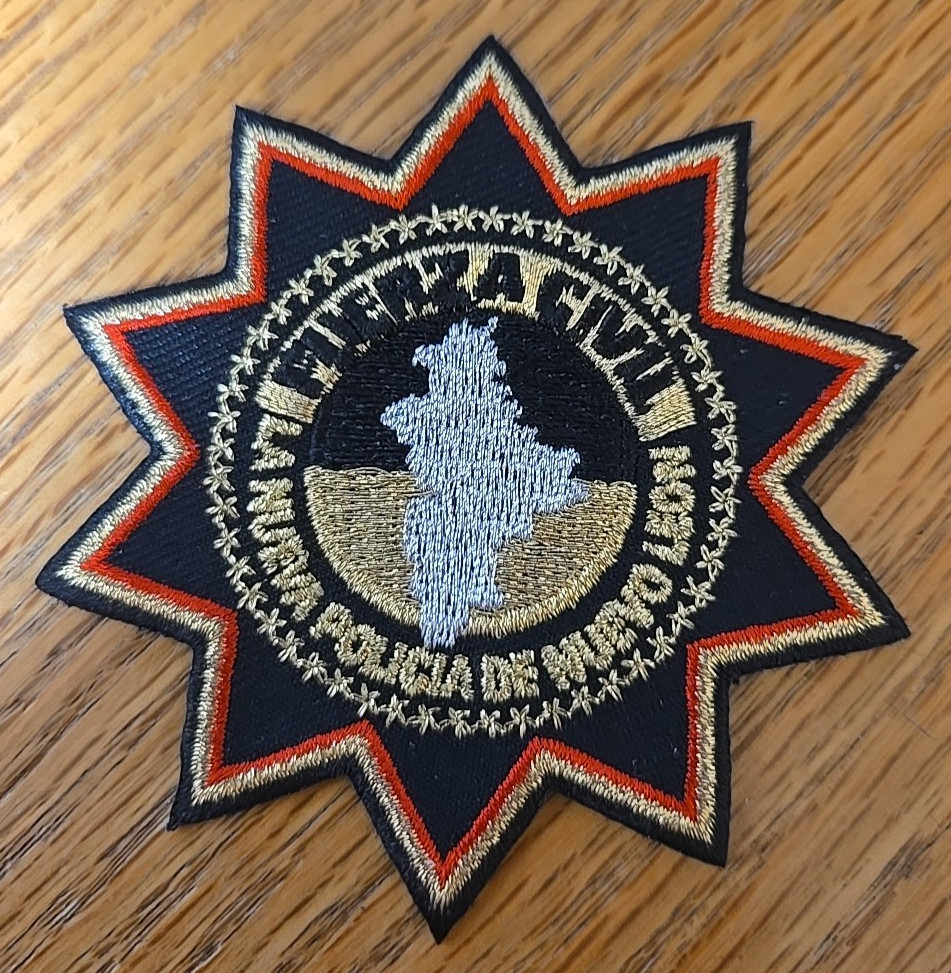 FUERZA CIVIL
LA NUEVA POLICIA DE NUEVO LEON